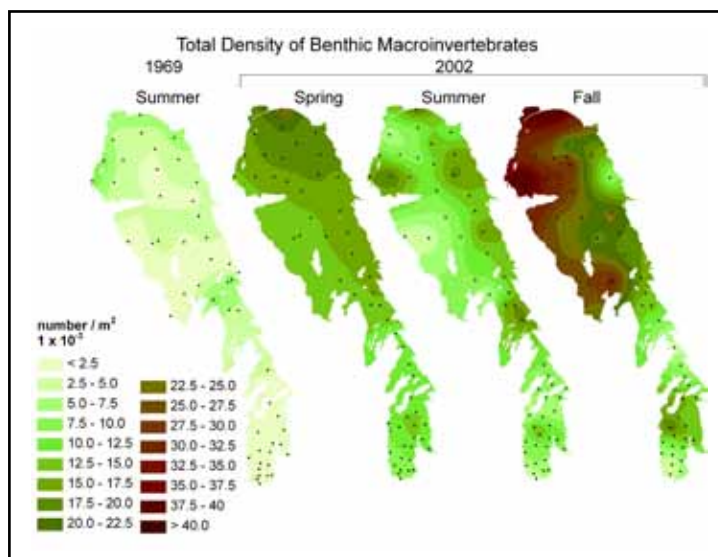 Total Density of Benthic Macroinvertebrates
1969 2002
Summer Spring Summer Fall
number / m²
1 x 10⁻³
< 2.5
2.5 - 5.0
5.0 - 7.5
7.5 - 10.0
10.0 - 12.5
12.5 - 15.0
15.0 - 17.5
17.5 - 20.0
20.0 - 22.5
22.5 - 25.0
25.0 - 27.5
27.5 - 30.0
30.0 - 32.5
32.5 - 35.0
35.0 - 37.5
37.5 - 40
> 40.0